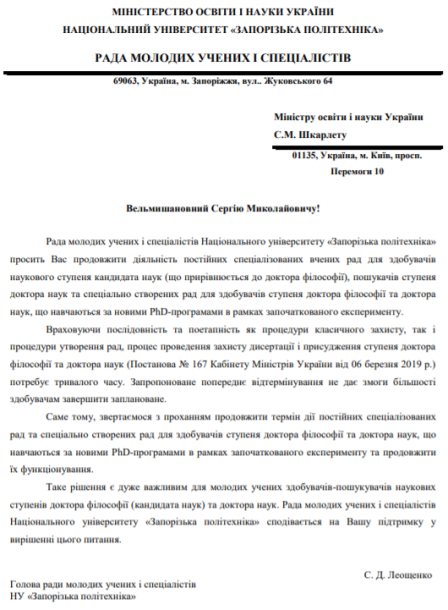 МІНІСТЕРСТВО ОСВІТИ І НАУКИ УКРАЇНИ
НАЦІОНАЛЬНИЙ УНІВЕРСИТЕТ «ЗАПОРІЗЬКА ПОЛІТЕХНІКА»
РАДА МОЛОДИХ УЧЕНИХ І СПЕЦІАЛІСТІВ
69063, Україна, м. Запоріжжя, вул.. Жуковського 64
Міністру освіти і науки України
С.М. Шкарлету
01135, Україна, м. Київ, просп.
Перемоги 10
Вельмишановний Сергію Миколайовичу!
Рада молодих учених і спеціалістів Національного університету «Запорізька політехніка»
просить Вас продовжити діяльність постійних спеціалізованих вчених рад для здобувачів
наукового ступеня кандидата наук (що прирівнюється до доктора філософії), пошукачів ступеня
доктора наук та спеціально створених рад для здобувачів ступеня доктора філософії та доктора
наук, що навчаються за новими PhD-програмами в рамках започаткованого експерименту.
Враховуючи послідовність та поетапність як процедури класичного захисту, так і
процедури утворення рад, процес проведення захисту дисертації і присудження ступеня доктора
філософії та доктора наук (Постанова № 167 Кабінету Міністрів України від 06 березня 2019 р.)
потребує тривалого часу. Запропоноване попереднє відтермінування не дає змоги більшості
здобувачам завершити заплановане.
Саме тому, звертаємося з проханням продовжити термін дії постійних спеціалізованих
рад та спеціально створених рад для здобувачів ступеня доктора філософії та доктора наук, що
навчаються за новими PhD-програмами в рамках започаткованого експерименту та продовжити
їх функціонування.
Таке рішення є дуже важливим для молодих учених здобувачів-пошукувачів наукових
ступенів доктора філософії (кандидата наук) та доктора наук. Рада молодих учених і спеціалістів
Національного університету «Запорізька політехніка» сподівається на Вашу підтримку у
вирішенні цього питання.
С. Д. Леощенко
Голова ради молодих учених і спеціалістів
НУ «Запорізька політехніка»